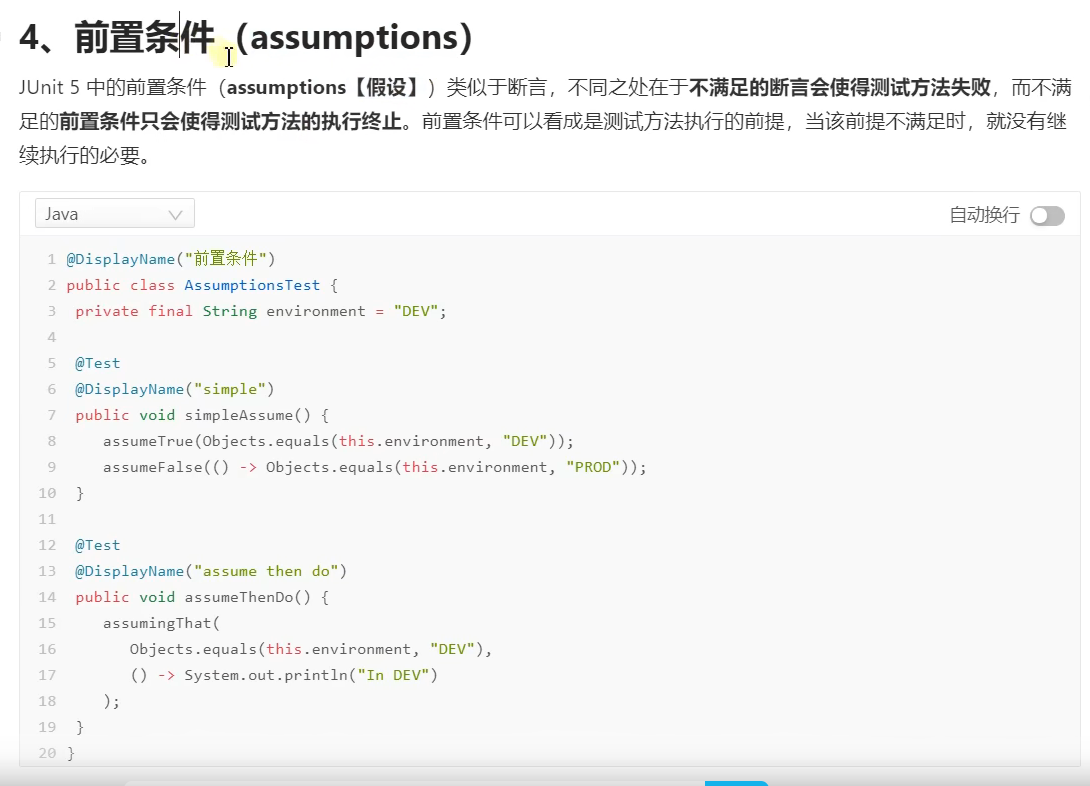 4、前置条件（assumptions）
JUnit 5 中的前置条件（assumptions【假设】）类似于断言，不同之处在于不满足的断言会使得测试方法失败，而不满
足的前置条件只会使得测试方法的执行终止。前置条件可以看成是测试方法执行的前提，当该前提不满足时，就没有继
续执行的必要。
Java 自动换行
1 @DisplayName("前置条件")
2 public class AssumptionsTest {
3 private final String environment = "DEV";
4
5 @Test
6 @DisplayName("simple")
7 public void simpleAssume() {
8 assumeTrue(Objects.equals(this.environment, "DEV"));
9 assumeFalse(() -> Objects.equals(this.environment, "PROD"));
10 }
11
12 @Test
13 @DisplayName("assume then do")
14 public void assumeThenDo() {
15 assumingThat(
16 Objects.equals(this.environment, "DEV"),
17 () -> System.out.println("In DEV")
18 );
19 }
20 }